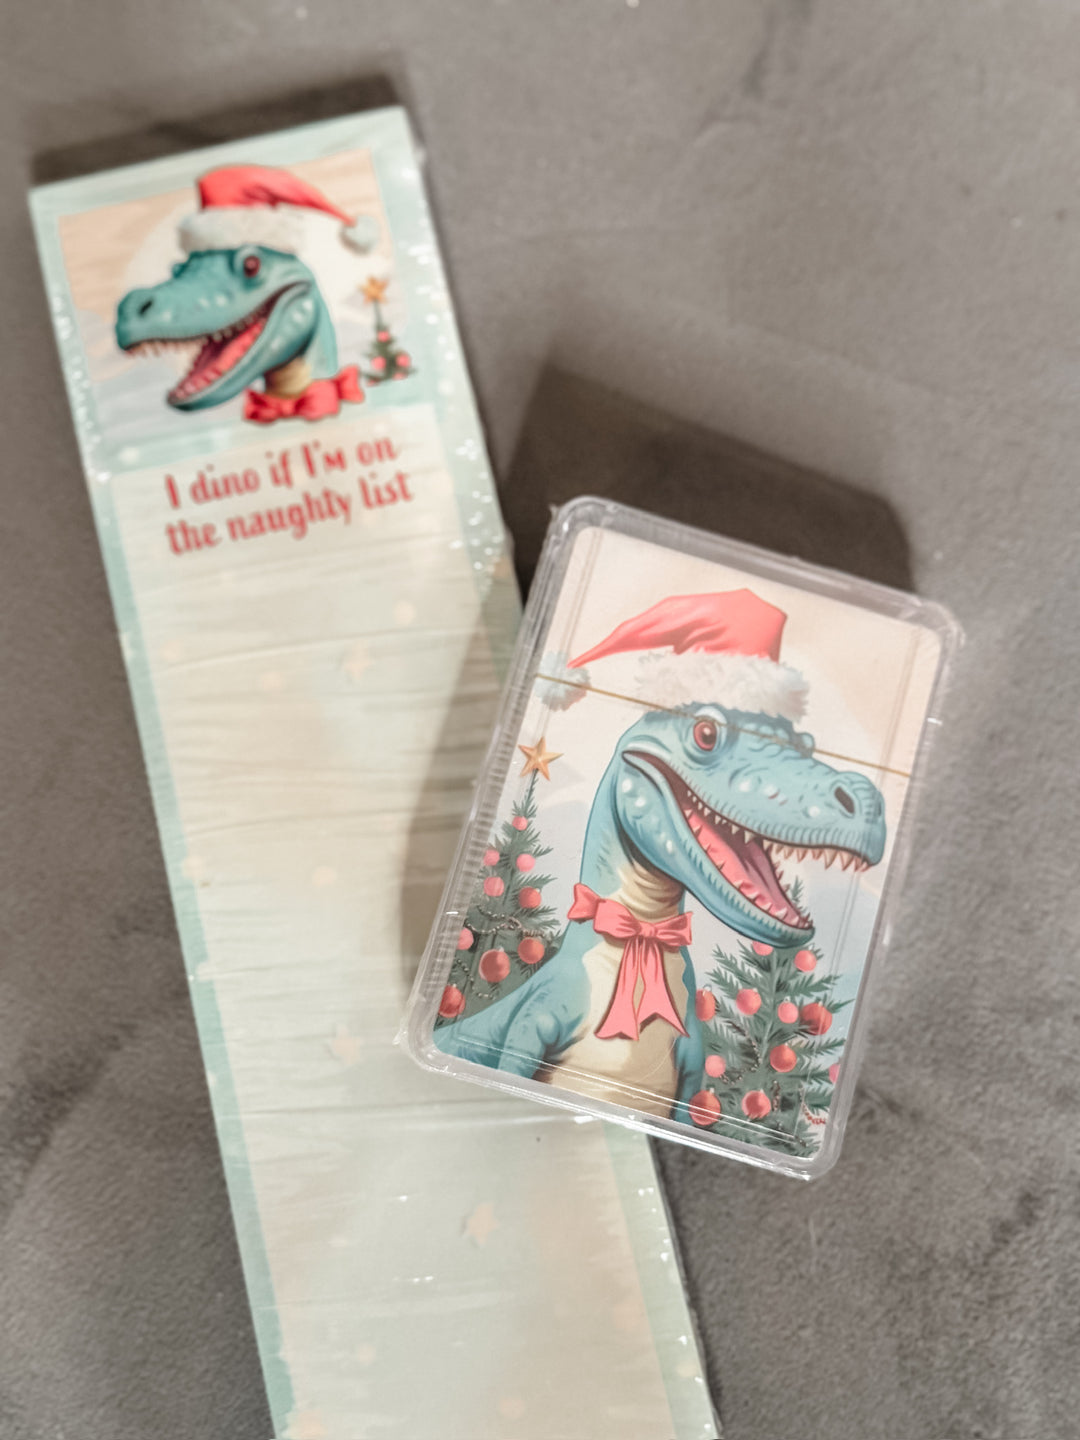 I dino if I'm on
the naughty list